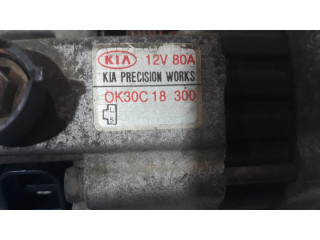 KIA 12V 80A
KIA PRECISION WORKS
OK30C 18 300